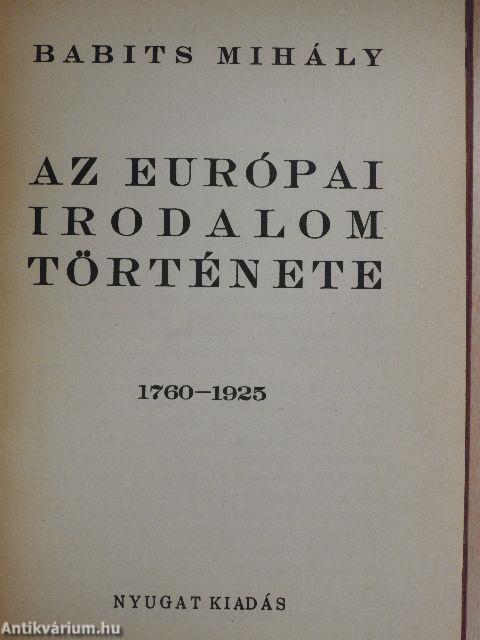 BABITS MIHÁLY
AZ EURÓPAI
IRODALOM
TÖRTÉNETE
1760–1925
NYUGAT KIADÁS
Antikvárium.hu